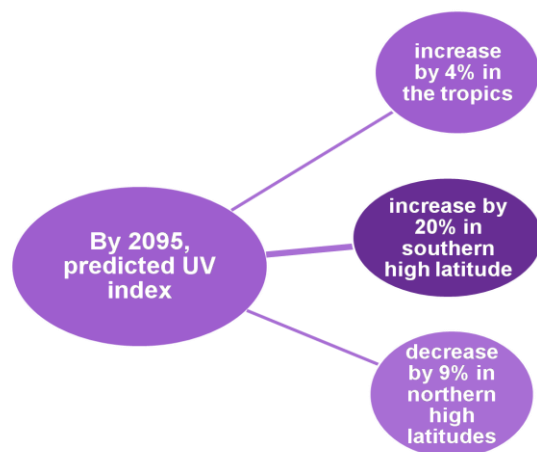 By 2095,
predicted UV
index
increase
by 4% in
the tropics
increase by
20% in
southern
high latitude
decrease
by 9% in
northern
high
latitudes